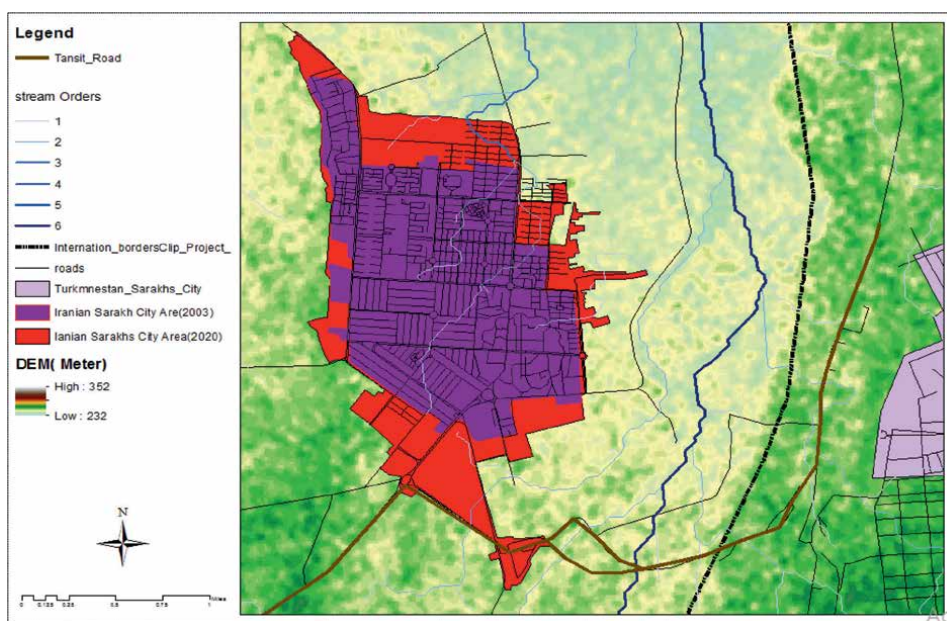 Legend
Tansit_Road
stream Orders
1
2
3
4
5
6
Internation_bordersClip_Project_
roads
Turkmnestan_Sarakhs_City
Iranian Sarakh City Are(2003)
Ianian Sarakhs City Area(2020)
DEM( Meter)
High : 352
Low : 232
N
0 0.125 0.25 0.5 0.75 1
Miles